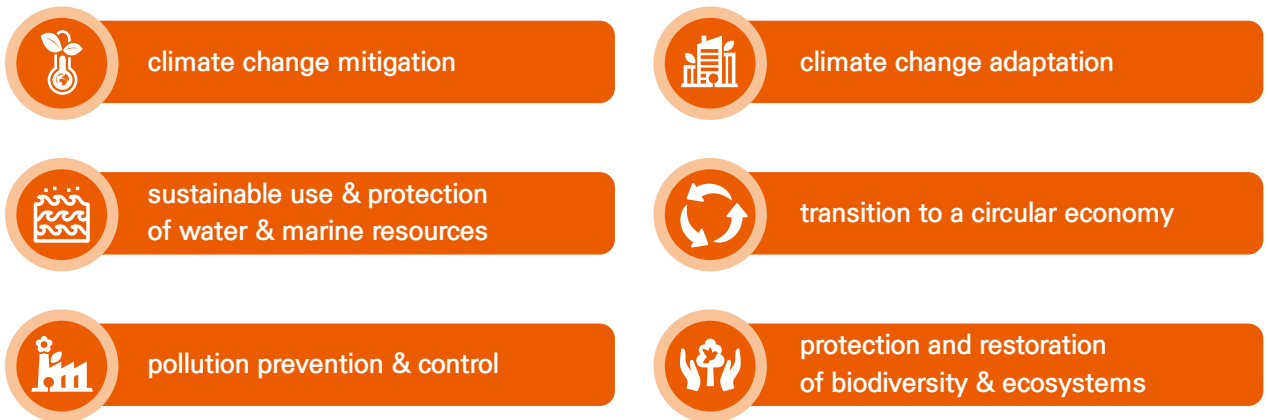 climate change mitigation
climate change adaptation
sustainable use & protection
of water & marine resources
transition to a circular economy
pollution prevention & control
protection and restoration
of biodiversity & ecosystems